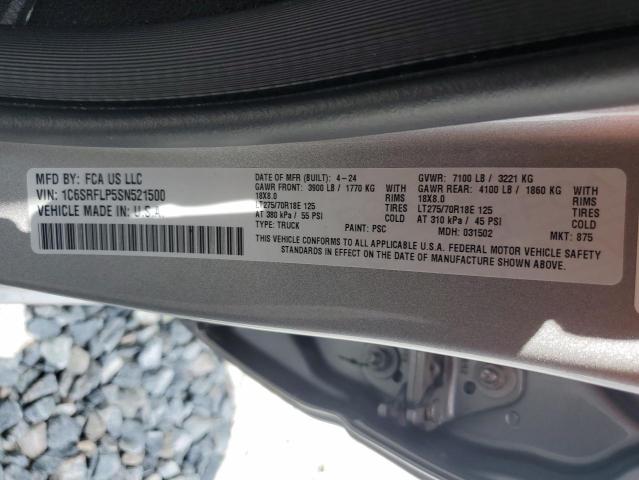 MFD BY: FCA US LLC
VIN: 1C6SRFLP5SN521500
VEHICLE MADE IN: U.S.A.
DATE OF MFR (BUILT): 4-24
GAWR FRONT: 3900 LB / 1770 KG WITH
18X8.0 RIMS
LT275/70R18E 125 TIRES
AT 380 kPa / 55 PSI COLD
TYPE: TRUCK PAINT: PSC
GVWR: 7100 LB / 3221 KG
GAWR REAR: 4100 LB / 1860 KG WITH
18X8.0 RIMS
LT275/70R18E 125 TIRES
AT 310 kPa / 45 PSI COLD
MDH: 031502 MKT: 875
THIS VEHICLE CONFORMS TO ALL APPLICABLE U.S.A. FEDERAL MOTOR VEHICLE SAFETY
STANDARDS IN EFFECT ON THE DATE OF MANUFACTURE SHOWN ABOVE.